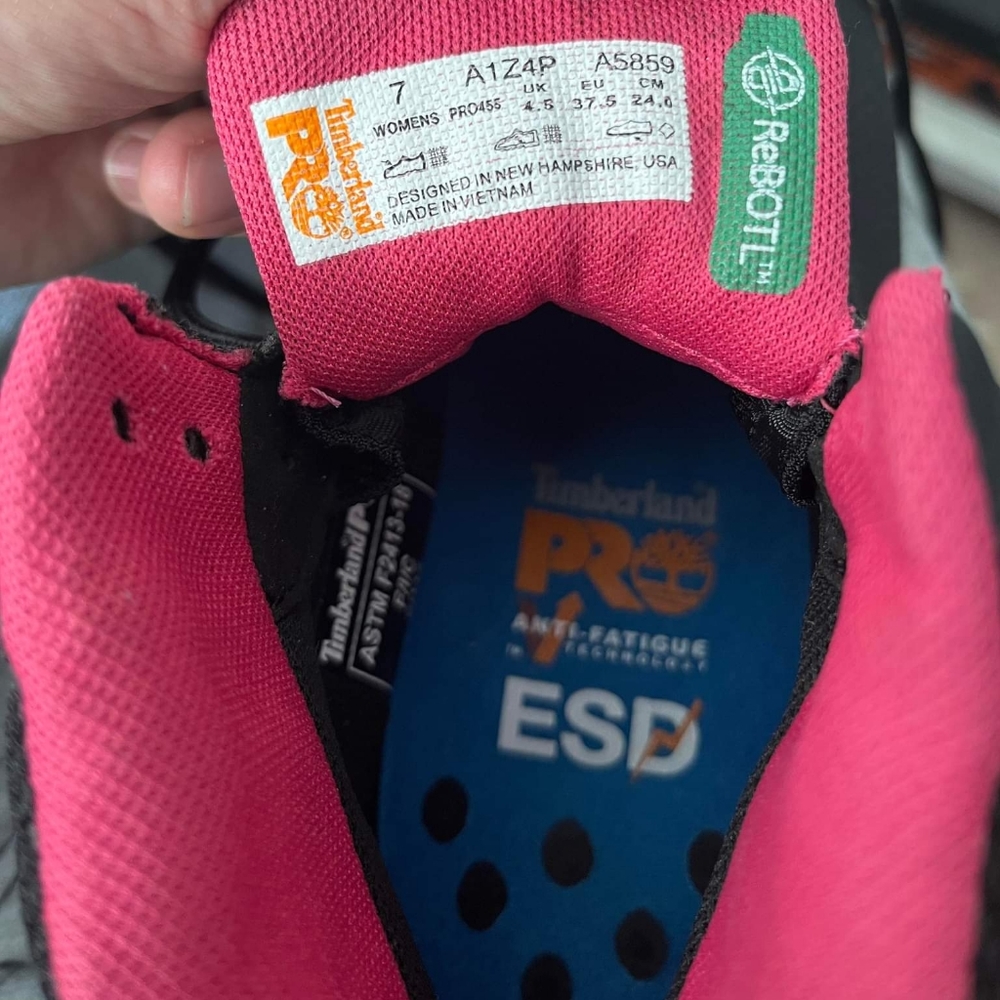 7 A1Z4P A5859
UK EU CM
WOMENS PRO455 4.5 37.5 24.0
DESIGNED IN NEW HAMPSHIRE, USA
MADE IN VIETNAM
Timberland
PRO®
ReBOTL™
Timberland
ASTM F2413-18
Timberland
PRO
ANTI-FATIGUE
TECHNOLOGY
ESD